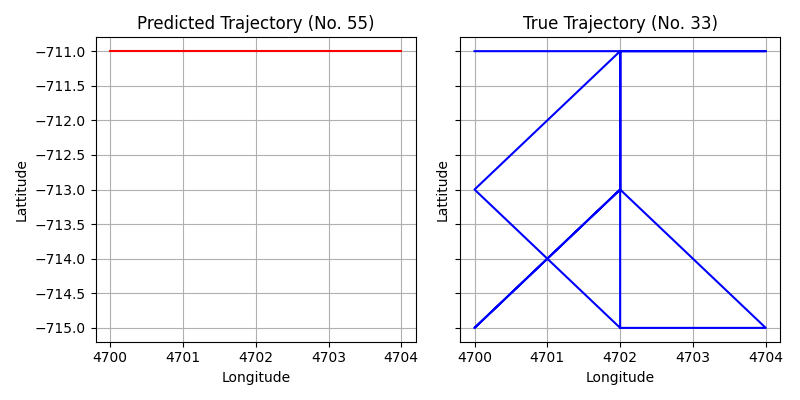 Predicted Trajectory (No. 55)
−711.0
−711.5
−712.0
−712.5
−713.0
−713.5
−714.0
−714.5
−715.0
Lattitude
4700 4701 4702 4703 4704
Longitude
True Trajectory (No. 33)
Lattitude
4700 4701 4702 4703 4704
Longitude